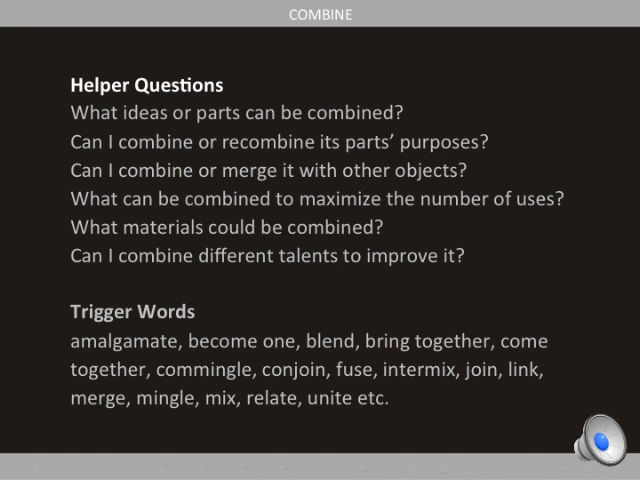 COMBINE
Helper Questions
What ideas or parts can be combined?
Can I combine or recombine its parts’ purposes?
Can I combine or merge it with other objects?
What can be combined to maximize the number of uses?
What materials could be combined?
Can I combine different talents to improve it?
Trigger Words
amalgamate, become one, blend, bring together, come
together, commingle, conjoin, fuse, intermix, join, link,
merge, mingle, mix, relate, unite etc.